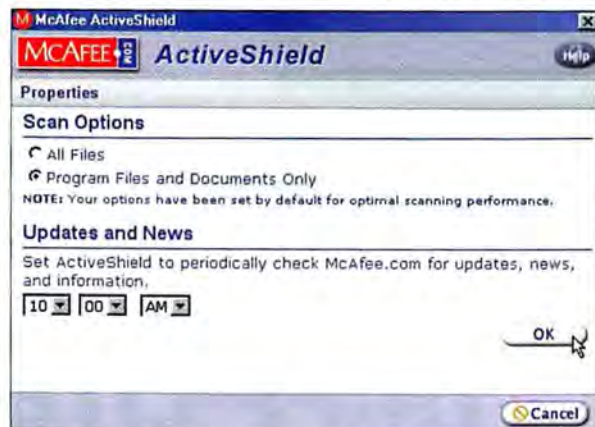 McAfee ActiveShield
McAFEE .COM ActiveShield Help
Properties
Scan Options
All Files
Program Files and Documents Only
NOTE: Your options have been set by default for optimal scanning performance.
Updates and News
Set ActiveShield to periodically check McAfee.com for updates, news,
and information.
10 00 AM
OK
Cancel